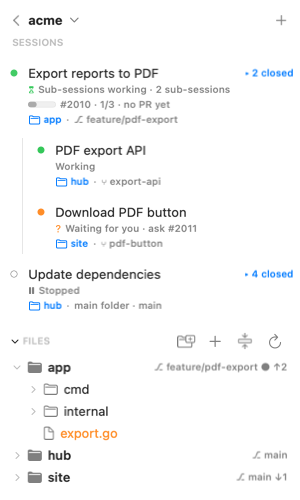 acme
SESSIONS
Export reports to PDF
2 closed
Sub-sessions working · 2 sub-sessions
#2010 · 1/3 · no PR yet
app · feature/pdf-export
PDF export API
Working
hub · export-api
Download PDF button
? Waiting for you · ask #2011
site · pdf-button
Update dependencies
4 closed
Stopped
hub · main folder · main
FILES
app feature/pdf-export ● ↑2
cmd
internal
export.go
hub main
site main ↓1